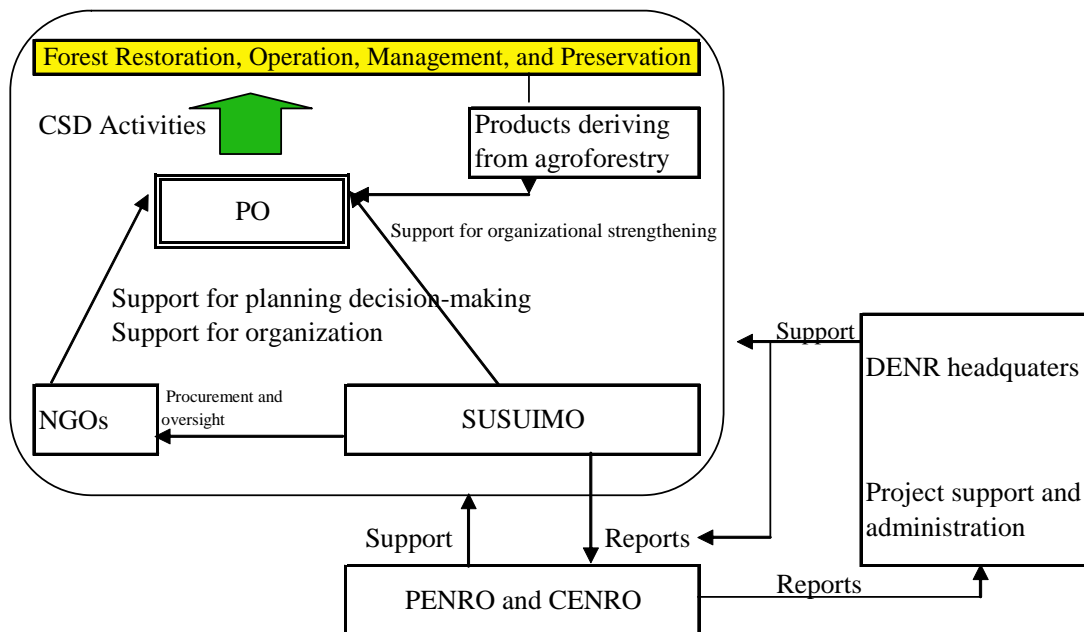 Forest Restoration, Operation, Management, and Preservation
CSD Activities
Products deriving
from agroforestry
PO
Support for organizational strengthening
Support for planning decision-making
Support for organization
Support
DENR headquaters
NGOs
Procurement and
oversight
SUSUIMO
Project support and
administration
Support
Reports
PENRO and CENRO
Reports